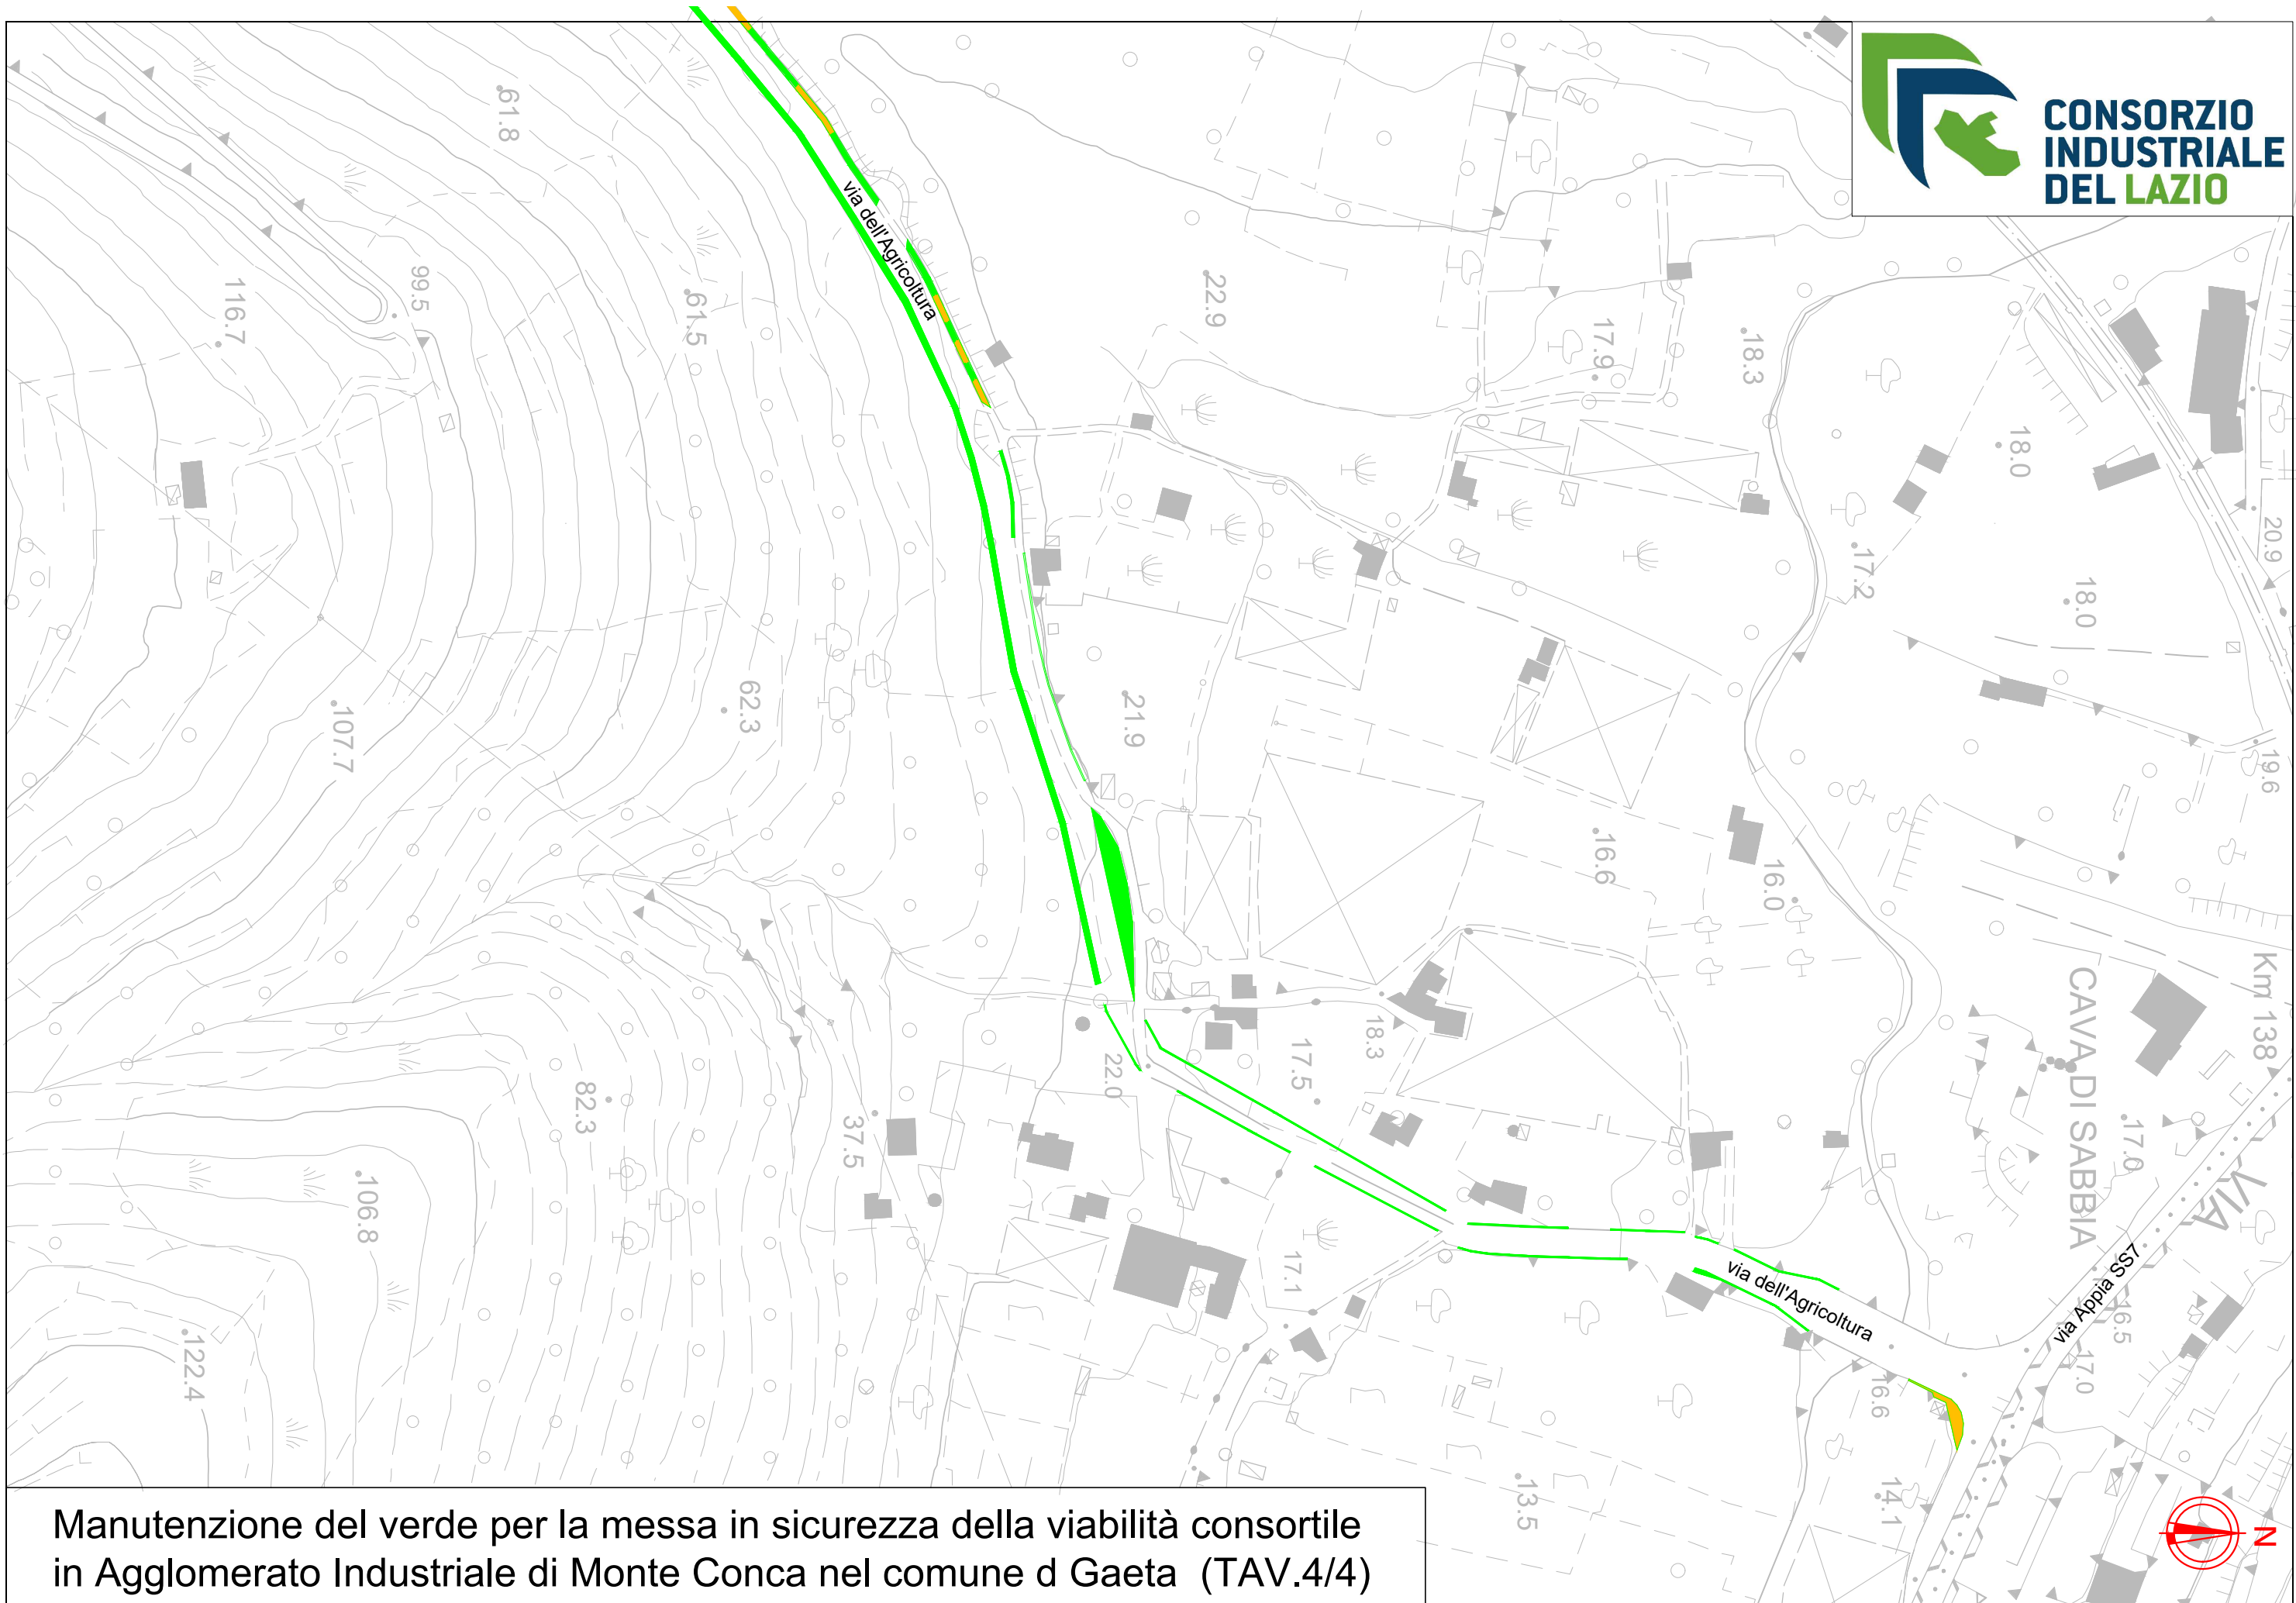 CONSORZIO
INDUSTRIALE
DEL LAZIO
61.8
via dell'Agricoltura
99.5
116.7
61.5
22.9
17.9
18.3
18.0
20.9
17.2
18.0
107.7
62.3
21.9
19.6
16.6
16.0
CAVA DI SABBIA
Km 138
18.3
17.5
22.0
82.3
37.5
17.0
VIA
106.8
17.1
via dell'Agricoltura
via Appia SS7
16.5
17.0
122.4
16.6
13.5
14.1
N
Manutenzione del verde per la messa in sicurezza della viabilità consortile
in Agglomerato Industriale di Monte Conca nel comune d Gaeta (TAV.4/4)